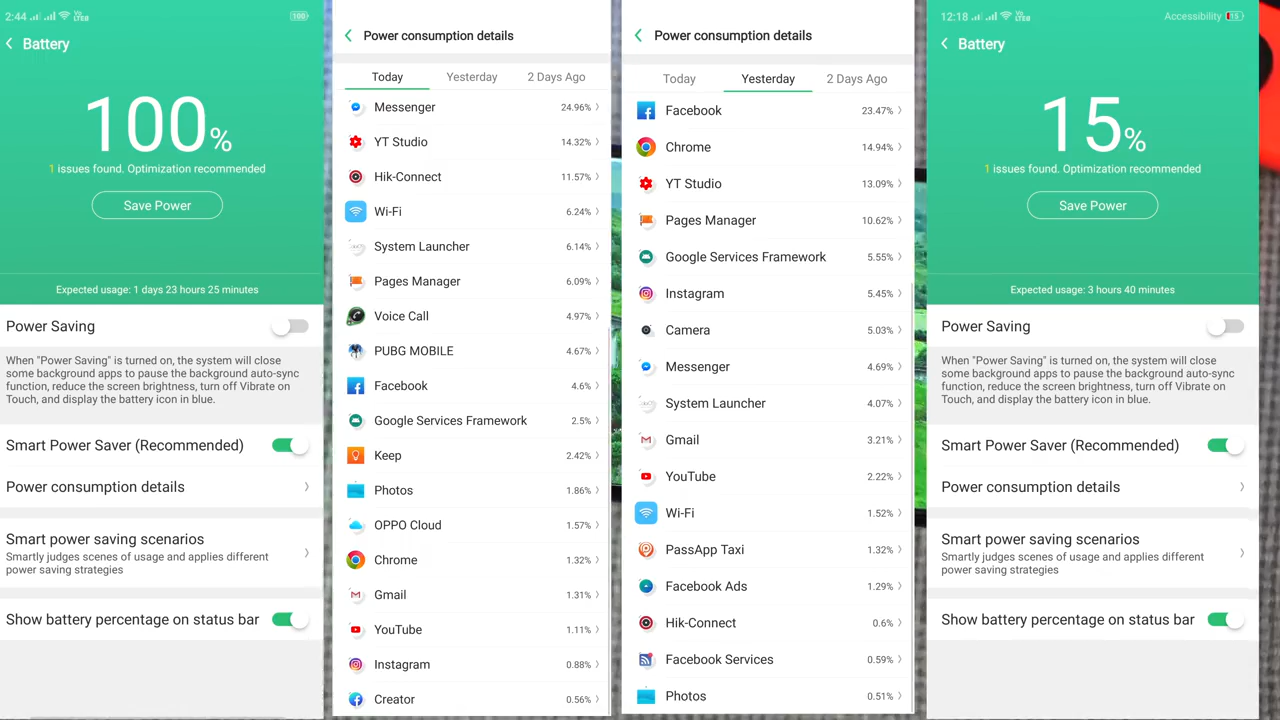 2:44
Vo
LTE
100
Battery
100%
1 issues found. Optimization recommended
Save Power
Expected usage: 1 days 23 hours 25 minutes
Power Saving
When "Power Saving" is turned on, the system will close
some background apps to pause the background auto-sync
function, reduce the screen brightness, turn off Vibrate on
Touch, and display the battery icon in blue.
Smart Power Saver (Recommended)
Power consumption details
Smart power saving scenarios
Smartly judges scenes of usage and applies different
power saving strategies
Show battery percentage on status bar
Power consumption details
Today Yesterday 2 Days Ago
Messenger 24.96%
YT Studio 14.32%
Hik-Connect 11.57%
Wi-Fi 6.24%
System Launcher 6.14%
Pages Manager 6.09%
Voice Call 4.97%
PUBG MOBILE 4.67%
Facebook 4.6%
Google Services Framework 2.5%
Keep 2.42%
Photos 1.86%
OPPO Cloud 1.57%
Chrome 1.32%
Gmail 1.31%
YouTube 1.11%
Instagram 0.88%
Creator 0.56%
Power consumption details
Today Yesterday 2 Days Ago
Facebook 23.47%
Chrome 14.94%
YT Studio 13.09%
Pages Manager 10.62%
Google Services Framework 5.55%
Instagram 5.45%
Camera 5.03%
Messenger 4.69%
System Launcher 4.07%
Gmail 3.21%
YouTube 2.22%
Wi-Fi 1.52%
PassApp Taxi 1.32%
Facebook Ads 1.29%
Hik-Connect 0.6%
Facebook Services 0.59%
Photos 0.51%
12:18
Vo
LTE
Accessibility 15
Battery
15%
1 issues found. Optimization recommended
Save Power
Expected usage: 3 hours 40 minutes
Power Saving
When "Power Saving" is turned on, the system will close
some background apps to pause the background auto-sync
function, reduce the screen brightness, turn off Vibrate on
Touch, and display the battery icon in blue.
Smart Power Saver (Recommended)
Power consumption details
Smart power saving scenarios
Smartly judges scenes of usage and applies different
power saving strategies
Show battery percentage on status bar